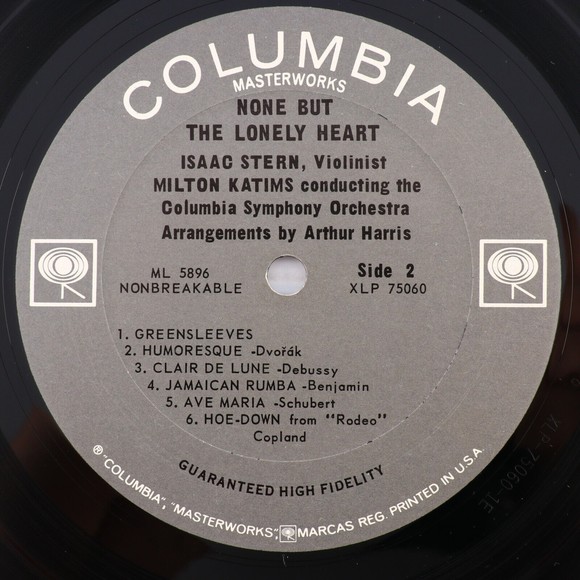 COLUMBIA
MASTERWORKS
NONE BUT
THE LONELY HEART
ISAAC STERN, Violinist
MILTON KATIMS conducting the
Columbia Symphony Orchestra
Arrangements by Arthur Harris
ML 5896
NONBREAKABLE
Side 2
XLP 75060
1. GREENSLEEVES
2. HUMORESQUE -Dvořák
3. CLAIR DE LUNE -Debussy
4. JAMAICAN RUMBA -Benjamin
5. AVE MARIA -Schubert
6. HOE-DOWN from "Rodeo"
Copland
GUARANTEED HIGH FIDELITY
® "COLUMBIA", "MASTERWORKS", MARCAS REG. PRINTED IN U.S.A.
XLP-75060-1E